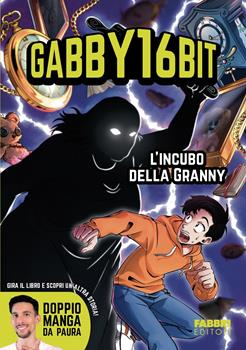 GABBY16BIT
L'INCUBO
DELLA GRANNY
GIRA IL LIBRO E SCOPRI UN'ALTRA STORIA!
DOPPIO
MANGA
DA PAURA
FABBRI
EDITORI